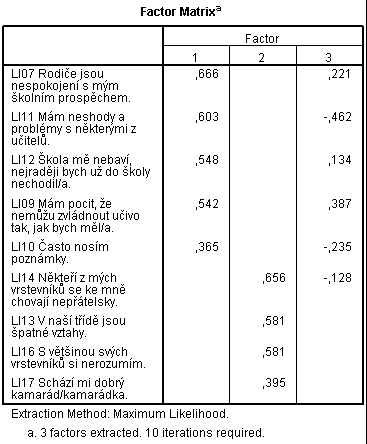 Factor Matrixa
Factor
1 2 3
LI07 Rodiče jsou ,666 ,221
nespokojení s mým
školním prospěchem.
LI11 Mám neshody a ,603 -,462
problémy s některými z
učitelů.
LI12 Škola mě nebaví, ,548 ,134
nejraději bych už do školy
nechodil/a.
LI09 Mám pocit, že ,542 ,387
nemůžu zvládnout učivo
tak, jak bych měl/a.
LI10 Často nosím ,365 -,235
poznámky.
LI14 Někteří z mých ,656 -,128
vrstevníků se ke mně
chovají nepřátelsky.
LI13 V naší třídě jsou ,581
špatné vztahy.
LI16 S většinou svých ,581
vrstevníků si nerozumím.
LI17 Schází mi dobrý ,395
kamarád/kamarádka.
Extraction Method: Maximum Likelihood.
a. 3 factors extracted. 10 iterations required.